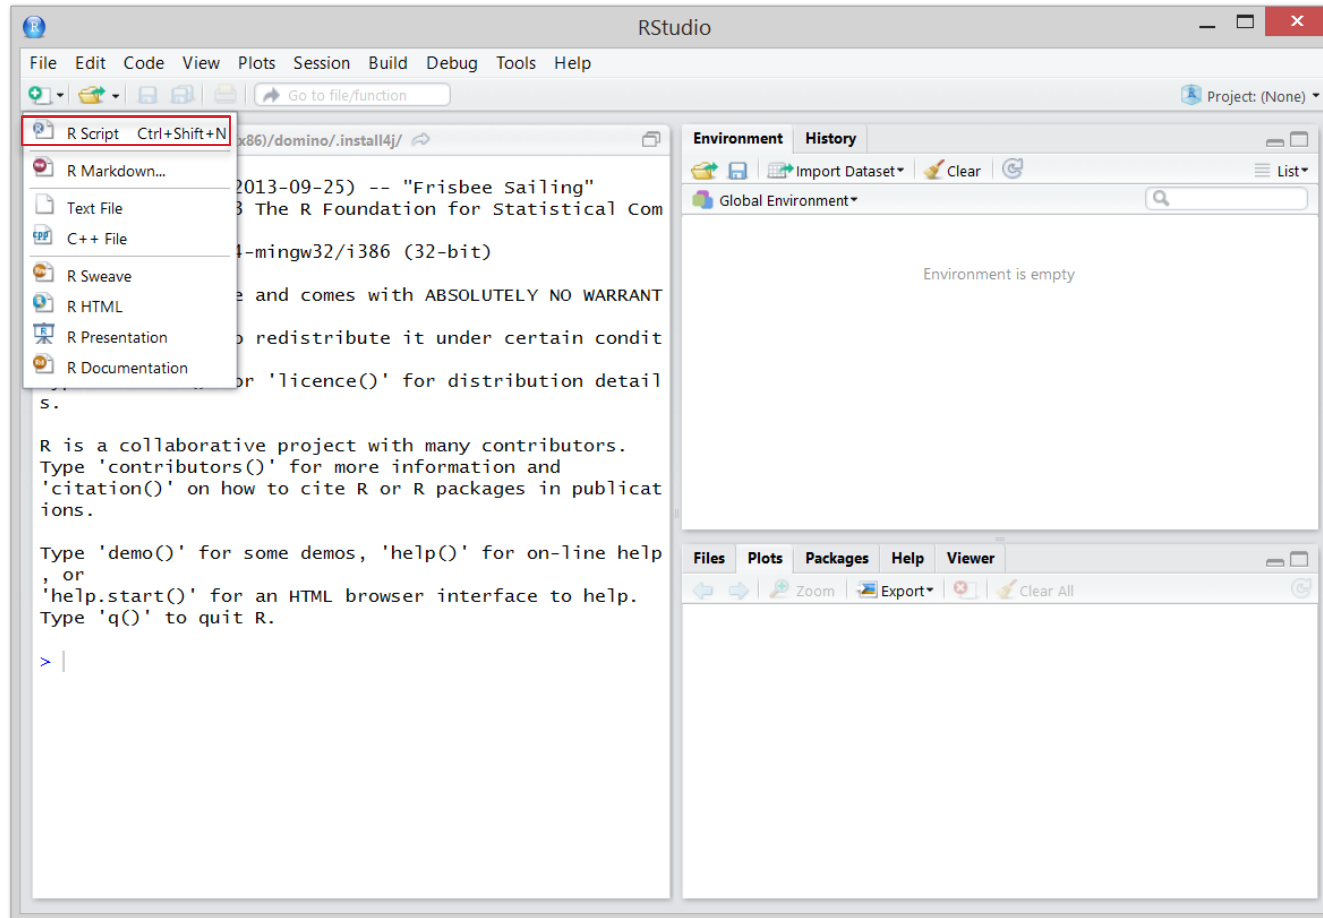 RStudio
File Edit Code View Plots Session Build Debug Tools Help
Go to file/function
Project: (None)
R Script Ctrl+Shift+N
R Markdown...
Text File
C++ File
R Sweave
R HTML
R Presentation
R Documentation
x86)/domino/.install4j/
2013-09-25) -- "Frisbee Sailing"
3 The R Foundation for Statistical Com
4-mingw32/i386 (32-bit)
e and comes with ABSOLUTELY NO WARRANT
o redistribute it under certain condit
or 'licence()' for distribution detail
s.
R is a collaborative project with many contributors.
Type 'contributors()' for more information and
'citation()' on how to cite R or R packages in publicat
ions.
Type 'demo()' for some demos, 'help()' for on-line help
, or
'help.start()' for an HTML browser interface to help.
Type 'q()' to quit R.
>
Environment History
Import Dataset Clear List
Global Environment
Environment is empty
Files Plots Packages Help Viewer
Zoom Export Clear All